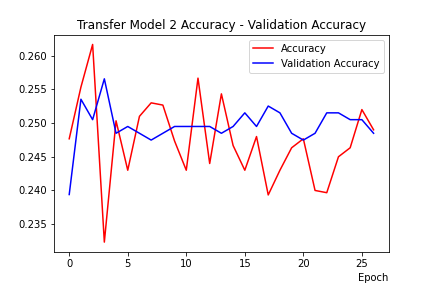 Transfer Model 2 Accuracy - Validation Accuracy
Accuracy
Validation Accuracy
0.260
0.255
0.250
0.245
0.240
0.235
0 5 10 15 20 25
Epoch